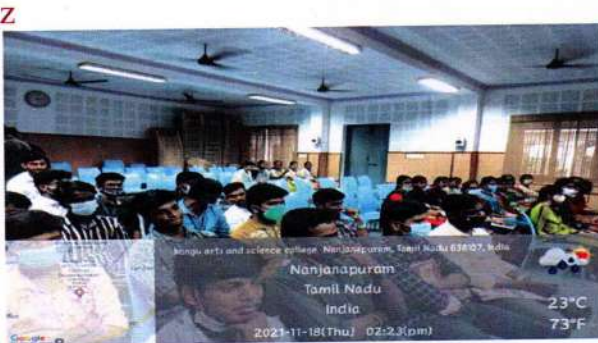 Z
kongu arts and science college Nanjanapuram, Tamil Nadu 638107, India
Nanjanapuram
Tamil Nadu
India
23°C
2021-11-18(Thu) 02:23(pm)
73°F
Google